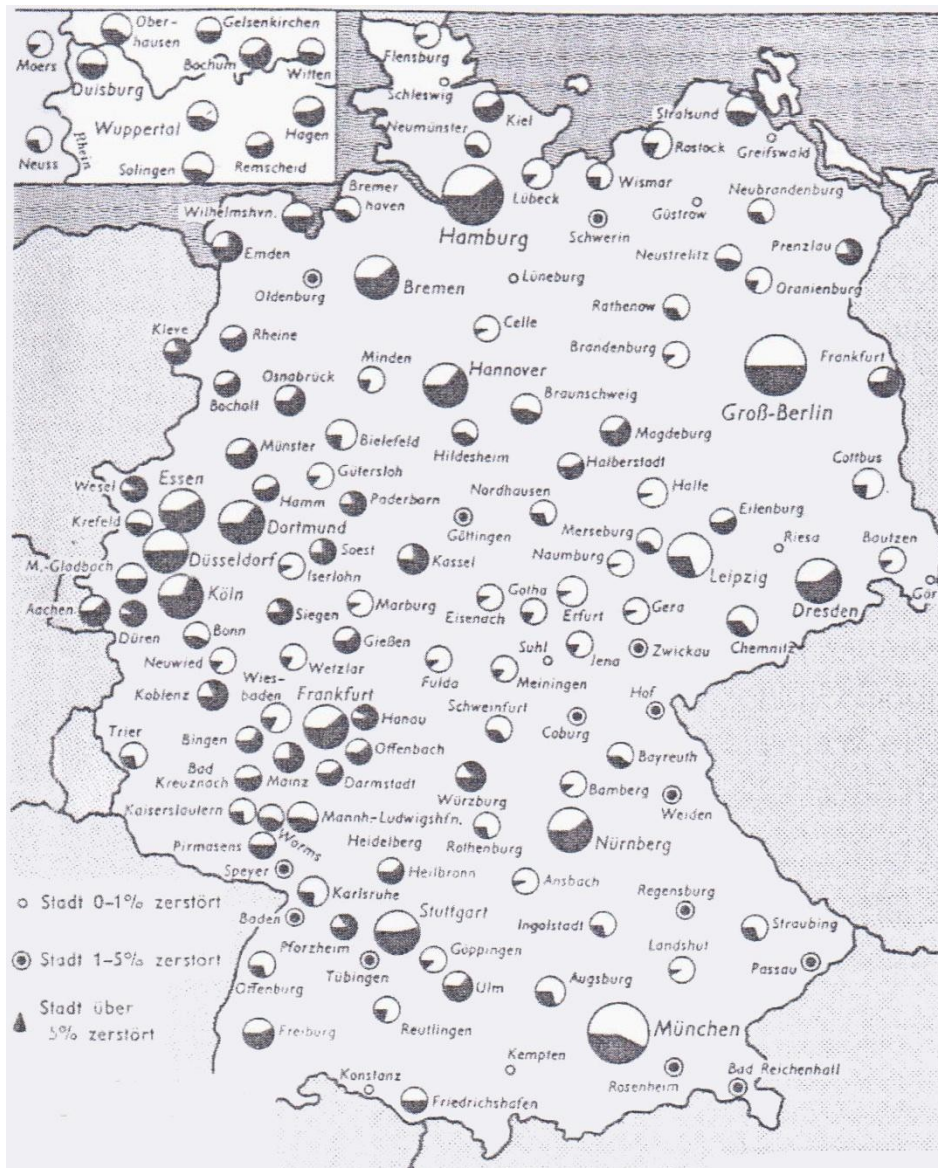 Ober-
hausen
Gelsenkirchen
Moers
Duisburg
Bochum
Witten
Wuppertal
Hagen
Rhein
Neuss
Solingen
Remscheid
Flensburg
Schleswig
Kiel
Neumünster
Stralsund
Rostock
Greifswald
Bremer
haven
Lübeck
Wismar
Neubrandenburg
Wilhelmshvn.
Hamburg
Güstrow
Schwerin
Emden
Neustrelitz
Prenzlau
Oldenburg
Bremen
Lüneburg
Oranienburg
Rathenow
Celle
Kleve
Rheine
Minden
Brandenburg
Frankfurt
Osnabrück
Hannover
Bocholt
Braunschweig
Groß-Berlin
Münster
Bielefeld
Hildesheim
Magdeburg
Halberstadt
Cottbus
Wesel
Essen
Gütersloh
Hamm
Paderborn
Nordhausen
Halle
Krefeld
Dortmund
Göttingen
Merseburg
Eilenburg
Düsseldorf
Soest
Iserlohn
Kassel
Naumburg
Leipzig
Riesa
Bautzen
M.-Gladbach
Köln
Gör
Aachen
Düren
Siegen
Marburg
Eisenach
Gotha
Erfurt
Gera
Dresden
Bonn
Gießen
Chemnitz
Neuwied
Wetzlar
Fulda
Suhl
Jena
Zwickau
Meiningen
Koblenz
Wies-
baden
Frankfurt
Hanau
Schweinfurt
Coburg
Hof
Trier
Bingen
Offenbach
Bayreuth
Bad
Kreuznach
Mainz
Darmstadt
Würzburg
Bamberg
Weiden
Kaiserslautern
Worms
Mannh.-Ludwigshfn.
Rothenburg
Nürnberg
Pirmasens
Heidelberg
Speyer
Heilbronn
Ansbach
Regensburg
Karlsruhe
Stadt 0–1% zerstört
Baden
Stuttgart
Ingolstadt
Straubing
Pforzheim
Göppingen
Landshut
Stadt 1–5% zerstört
Tübingen
Passau
Offenburg
Ulm
Augsburg
Stadt über
5% zerstört
Reutlingen
Freiburg
München
Kempten
Konstanz
Rosenheim
Bad Reichenhall
Friedrichshafen